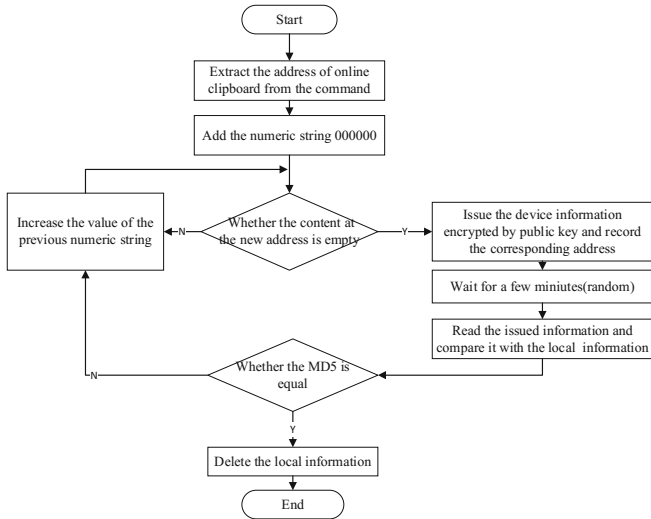 Start
Extract the address of online
clipboard from the command
Add the numeric string 000000
Increase the value of the
previous numeric string
N
Whether the content at
the new address is empty
Y
Issue the device information
encrypted by public key and record
the corresponding address
Wait for a few miniutes(random)
Read the issued information and
compare it with the local information
N
Whether the MD5 is
equal
Y
Delete the local information
End